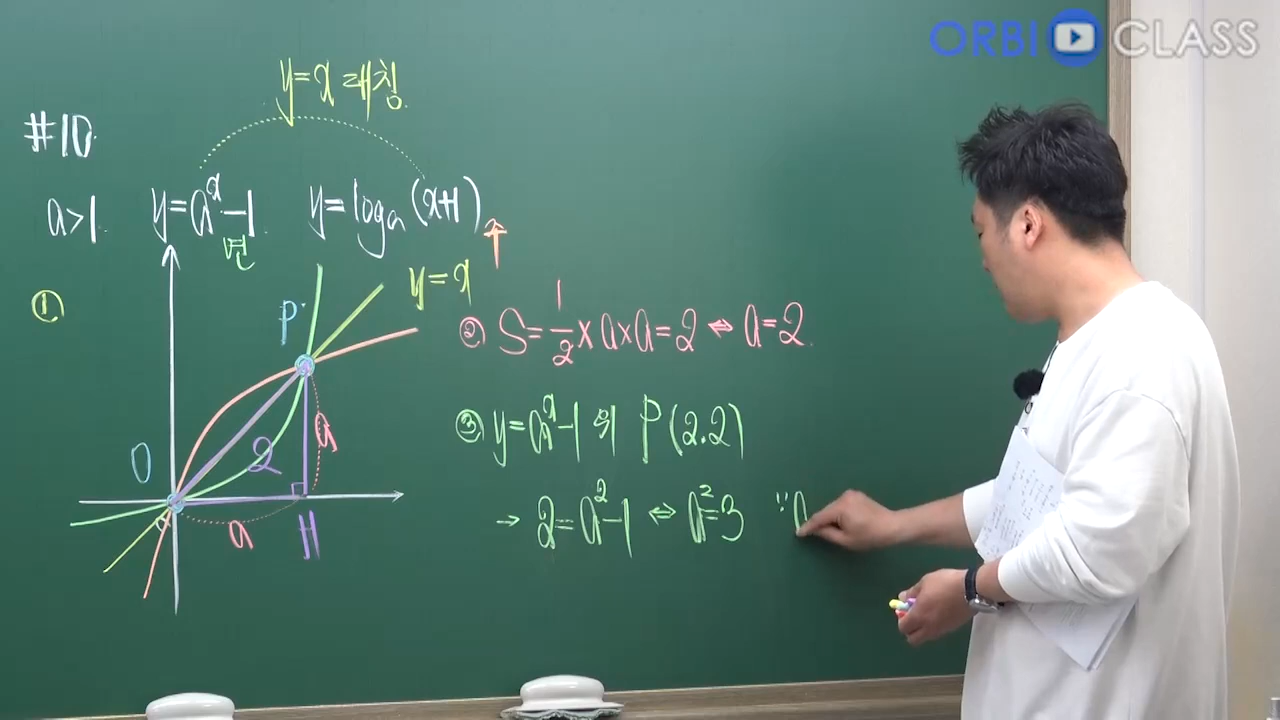 ORBI CLASS
y=x 대칭.
#10.
a>1. y=a^x-1. y=log_a(x+1)
변
↑
① y=x
P
② S=1/2×a×a=2 ⇔ a=2.
a
③ y=a^x-1 위 P(2.2)
O
2
→ 2=a^2-1 ⇔ a^2=3 ∵a
a H